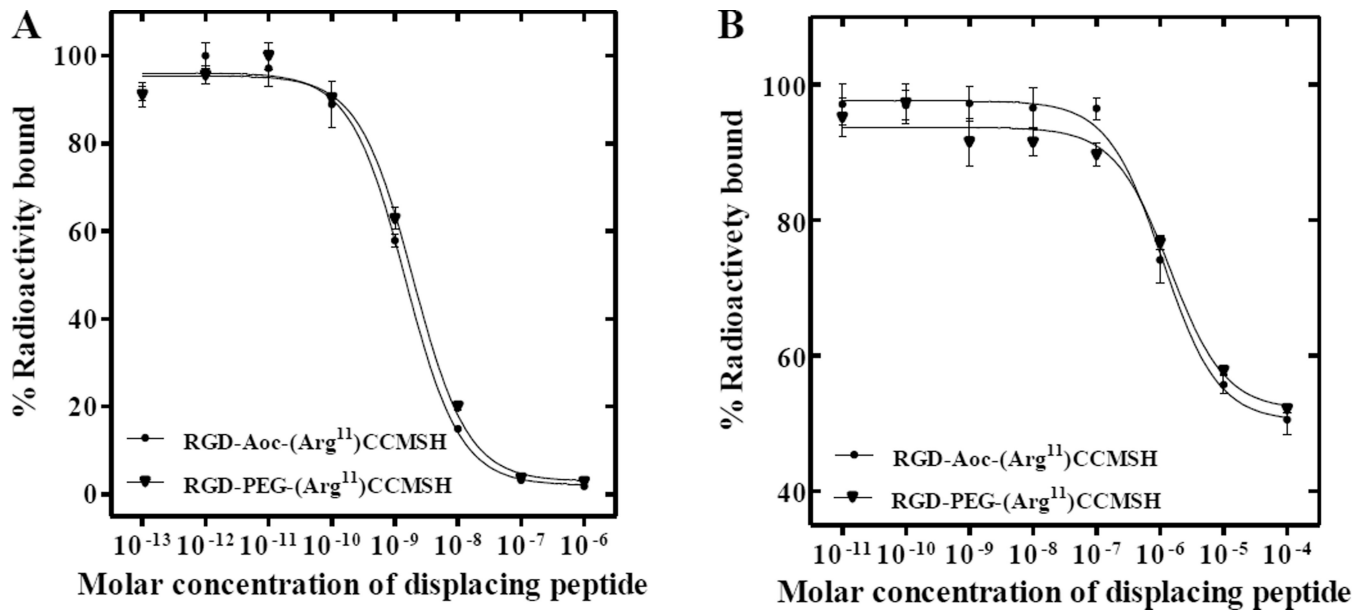 A
% Radioactivity bound
100
80
60
40
20
0
RGD-Aoc-(Arg¹¹)CCMSH
RGD-PEG-(Arg¹¹)CCMSH
10⁻¹³ 10⁻¹² 10⁻¹¹ 10⁻¹⁰ 10⁻⁹ 10⁻⁸ 10⁻⁷ 10⁻⁶
Molar concentration of displacing peptide
B
% Radioactivety bound
100
80
60
40
RGD-Aoc-(Arg¹¹)CCMSH
RGD-PEG-(Arg¹¹)CCMSH
10⁻¹¹ 10⁻¹⁰ 10⁻⁹ 10⁻⁸ 10⁻⁷ 10⁻⁶ 10⁻⁵ 10⁻⁴
Molar concentration of displacing peptide